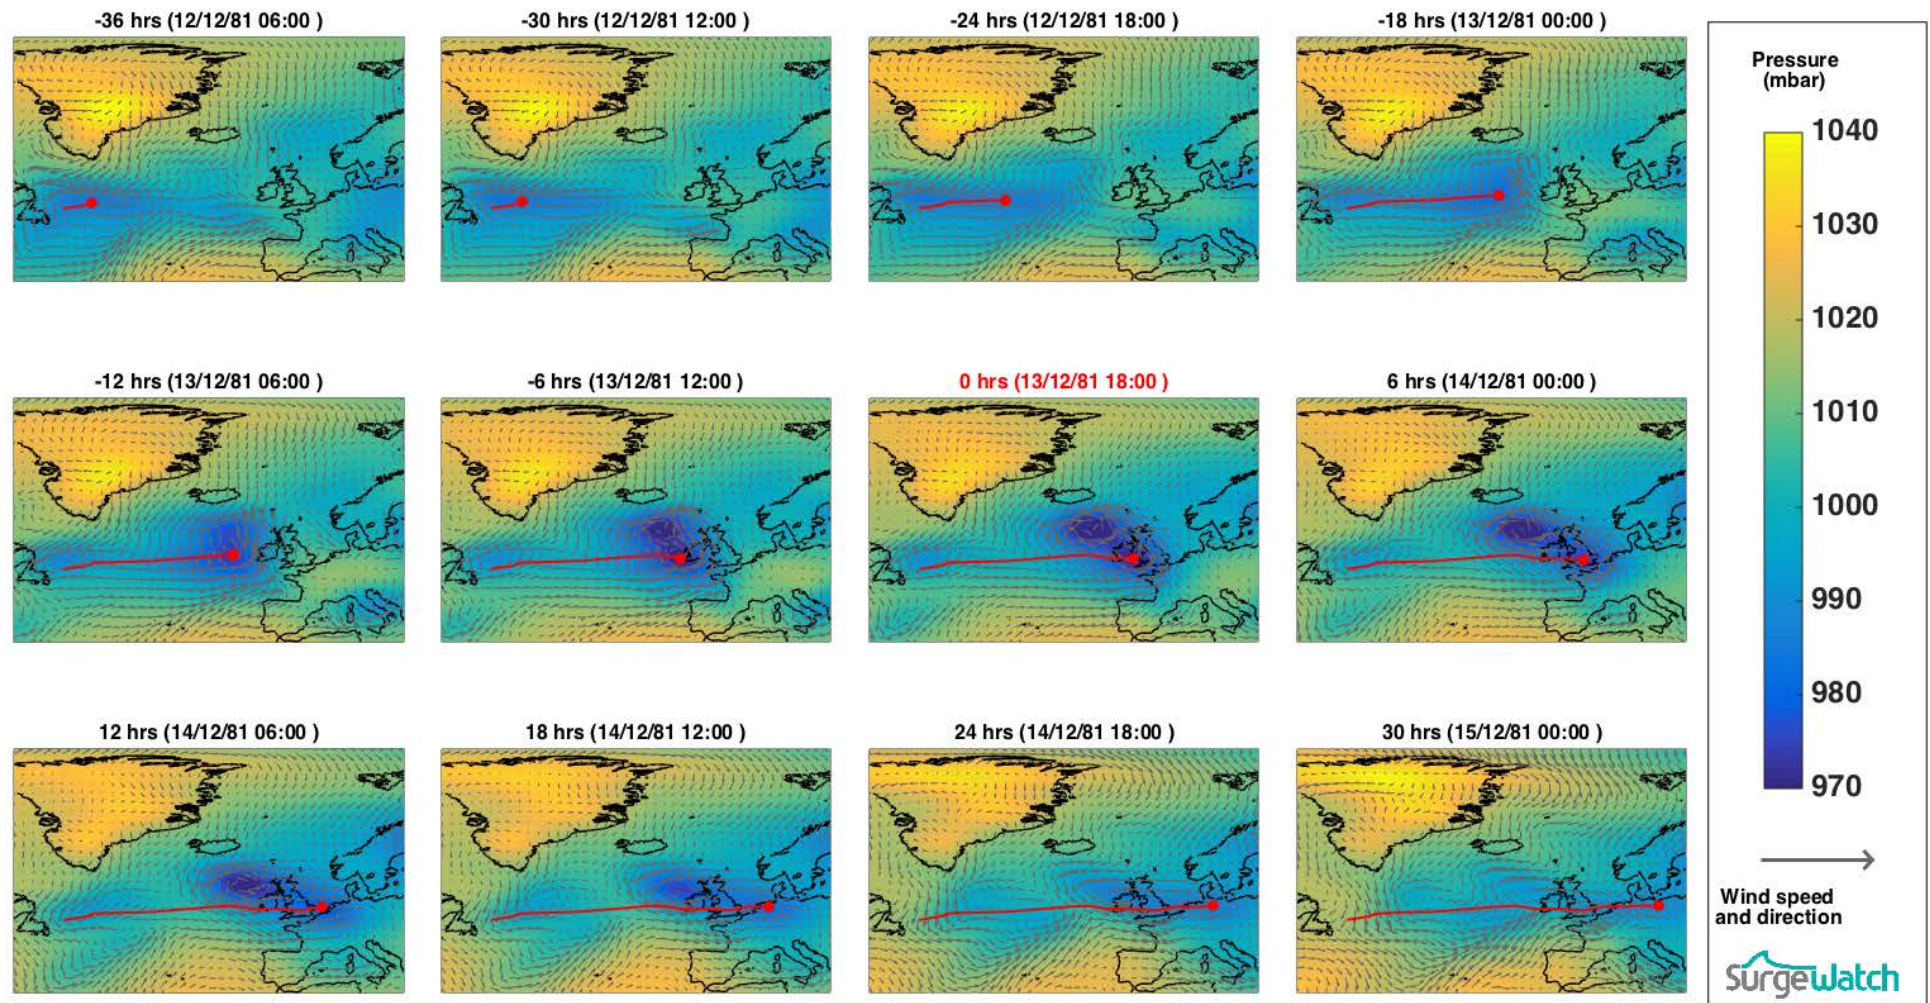 -36 hrs (12/12/81 06:00 )
-30 hrs (12/12/81 12:00 )
-24 hrs (12/12/81 18:00 )
-18 hrs (13/12/81 00:00 )
-12 hrs (13/12/81 06:00 )
-6 hrs (13/12/81 12:00 )
0 hrs (13/12/81 18:00 )
6 hrs (14/12/81 00:00 )
12 hrs (14/12/81 06:00 )
18 hrs (14/12/81 12:00 )
24 hrs (14/12/81 18:00 )
30 hrs (15/12/81 00:00 )
Pressure
(mbar)
1040
1030
1020
1010
1000
990
980
970
Wind speed
and direction
Surgewatch